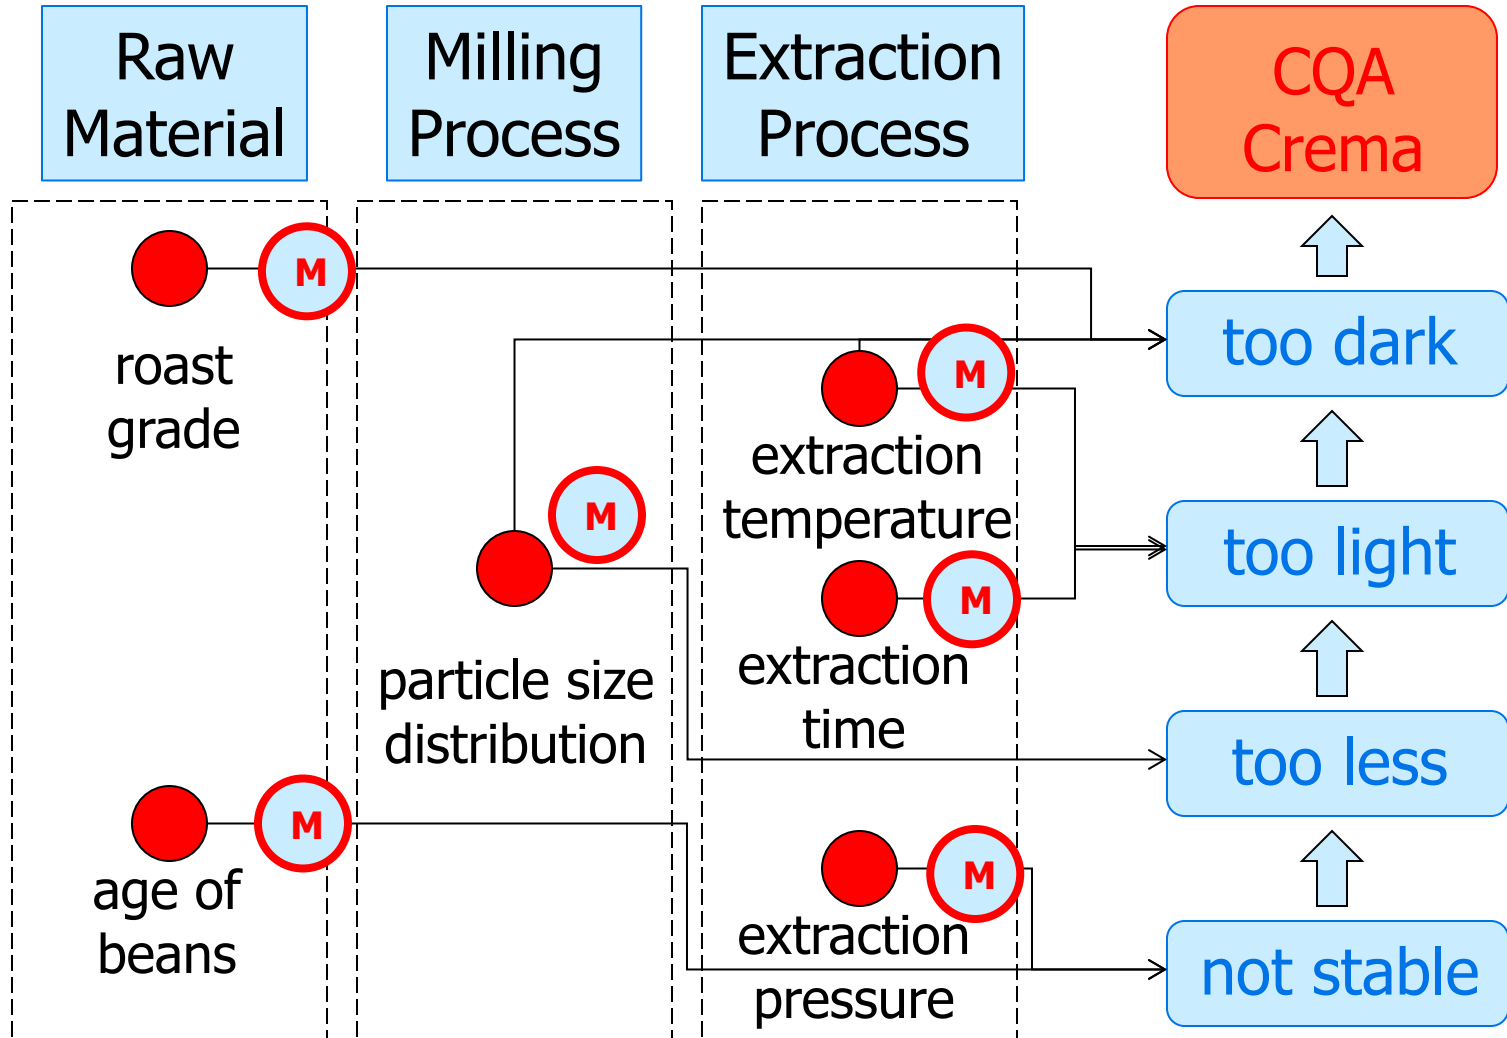 Raw
Material
Milling
Process
Extraction
Process
CQA
Crema
M
roast
grade
M
too dark
extraction
temperature
M
too light
M
extraction
time
particle size
distribution
too less
M
age of
beans
M
extraction
pressure
not stable